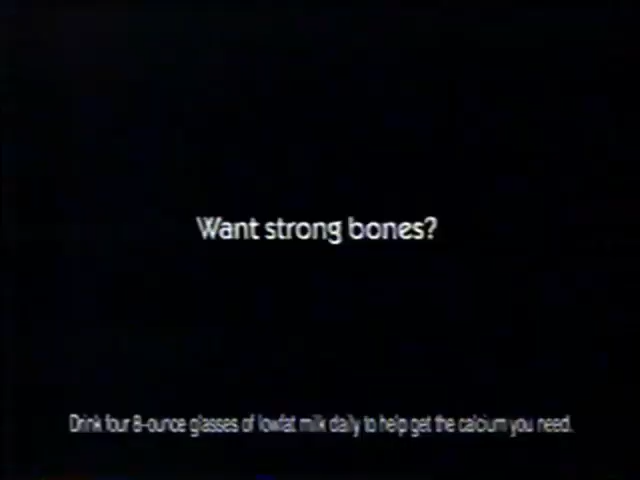 Want strong bones?
Drink four 8-ounce glasses of lowfat milk daily to help get the calcium you need.